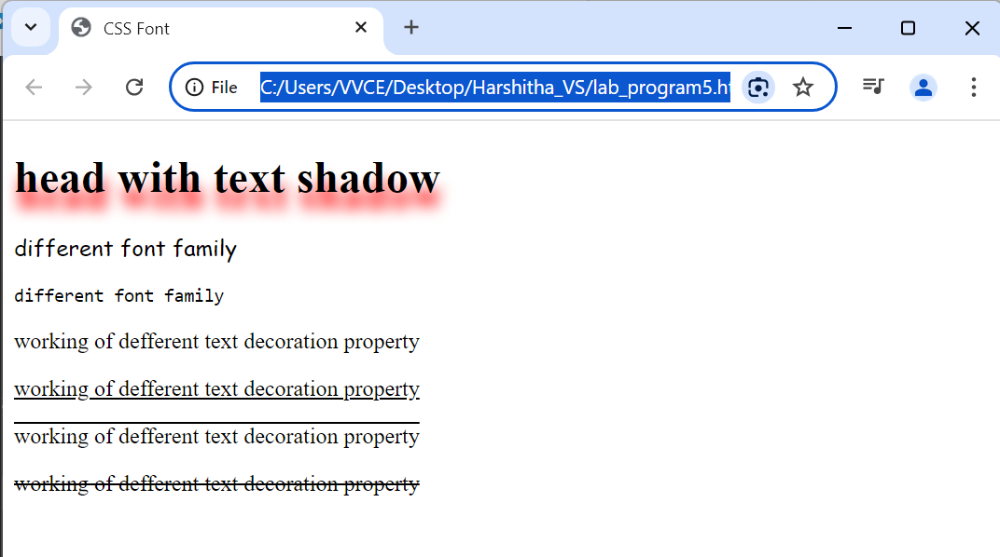 CSS Font
File C:/Users/VVCE/Desktop/Harshitha_VS/lab_program5.ht
head with text shadow
different font family
different font family
working of defferent text decoration property
working of defferent text decoration property
working of defferent text decoration property
working of defferent text decoration property